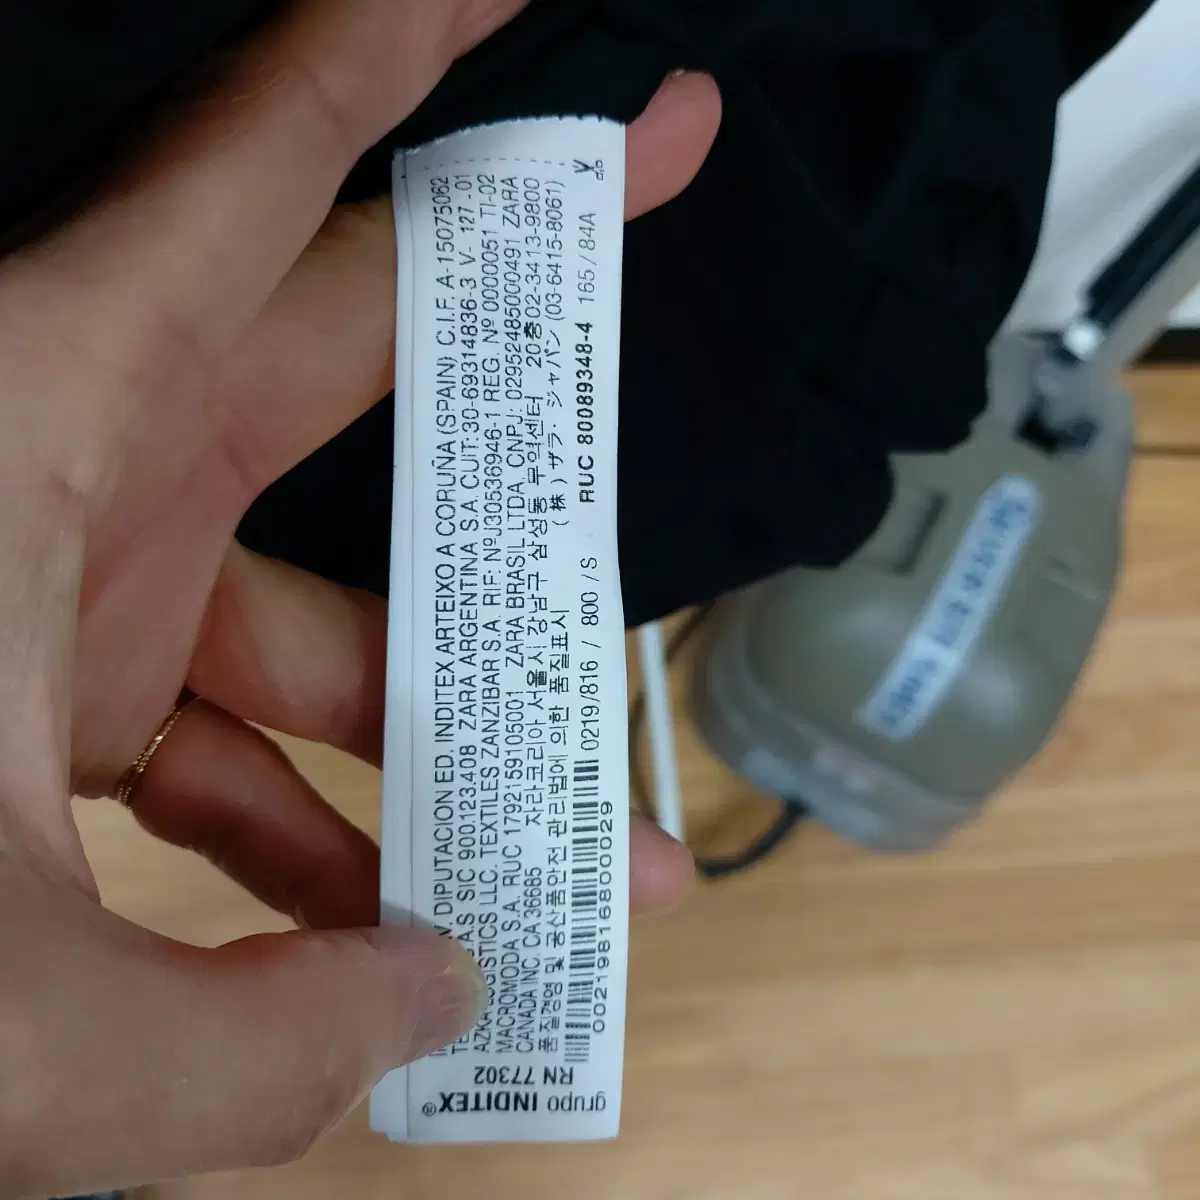 V. DIPUTACION ED. INDITEX ARTEIXO A CORUÑA (SPAIN) C.I.F. A-15075062
A.S SIC 900.123.408 ZARA ARGENTINA S.A. CUIT:30-69314836-3 V- 127 -01
LOGISTICS LLC. TEXTILES ZANZIBAR S.A. RIF: NºJ30536946-1 REG. Nº 0000051 TI-02
MACROMODA S.A. RUC 1792159105001 ZARA BRASIL LTDA. CNPJ: 02952485000491 ZARA
CANADA INC. CA 36685 자라코리아 서울시 강남구 삼성동 무역센터 20층02-3413-9800
품질경영 및 공산품안전 관리법에 의한 품질표시 (株) ザラ・ジャパン (03-6415-8061)
0219/816 / 800 / S RUC 80089348-4 165/84A
00219816800029
RN 77302
grupo INDITEX®